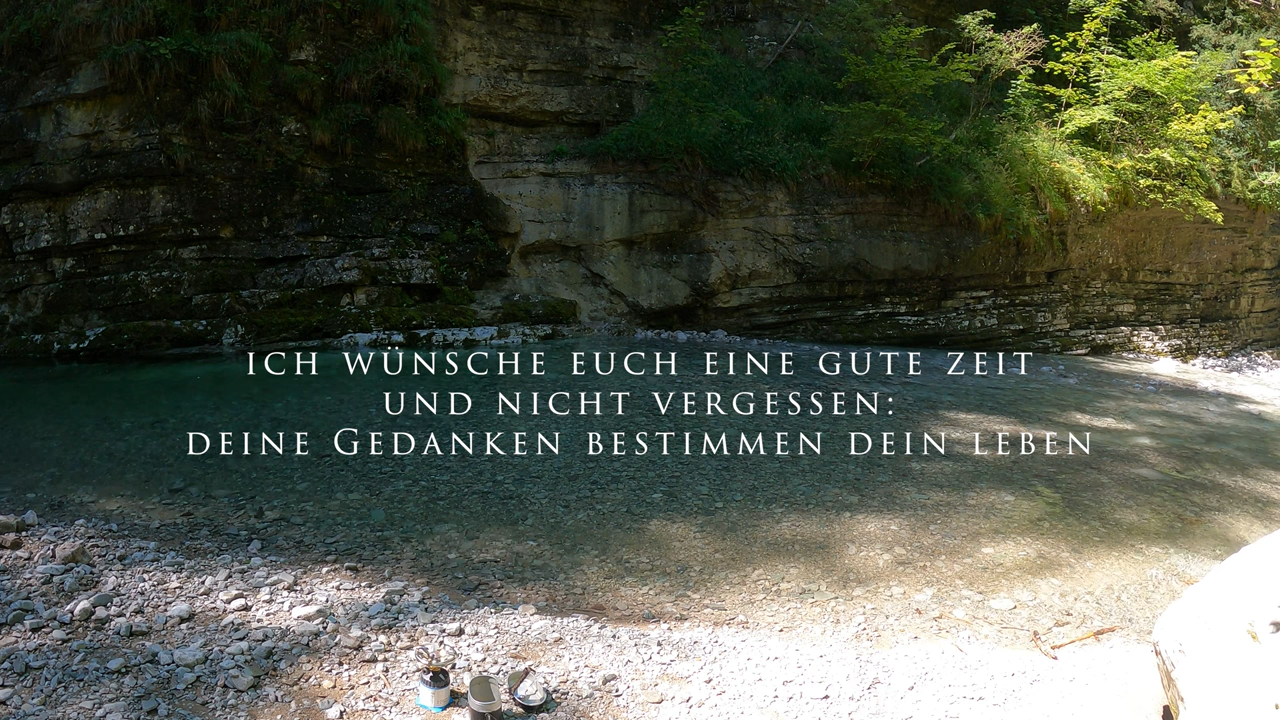 ICH WÜNSCHE EUCH EINE GUTE ZEIT
UND NICHT VERGESSEN:
DEINE GEDANKEN BESTIMMEN DEIN LEBEN